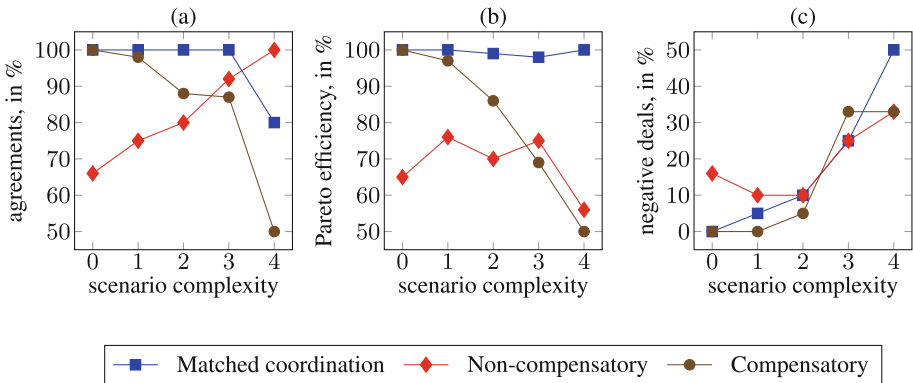 (a)
agreements, in %
100
90
80
70
60
50
0 1 2 3 4
scenario complexity
(b)
Pareto efficiency, in %
100
90
80
70
60
50
0 1 2 3 4
scenario complexity
(c)
negative deals, in %
50
40
30
20
10
0
0 1 2 3 4
scenario complexity
Matched coordination Non-compensatory Compensatory